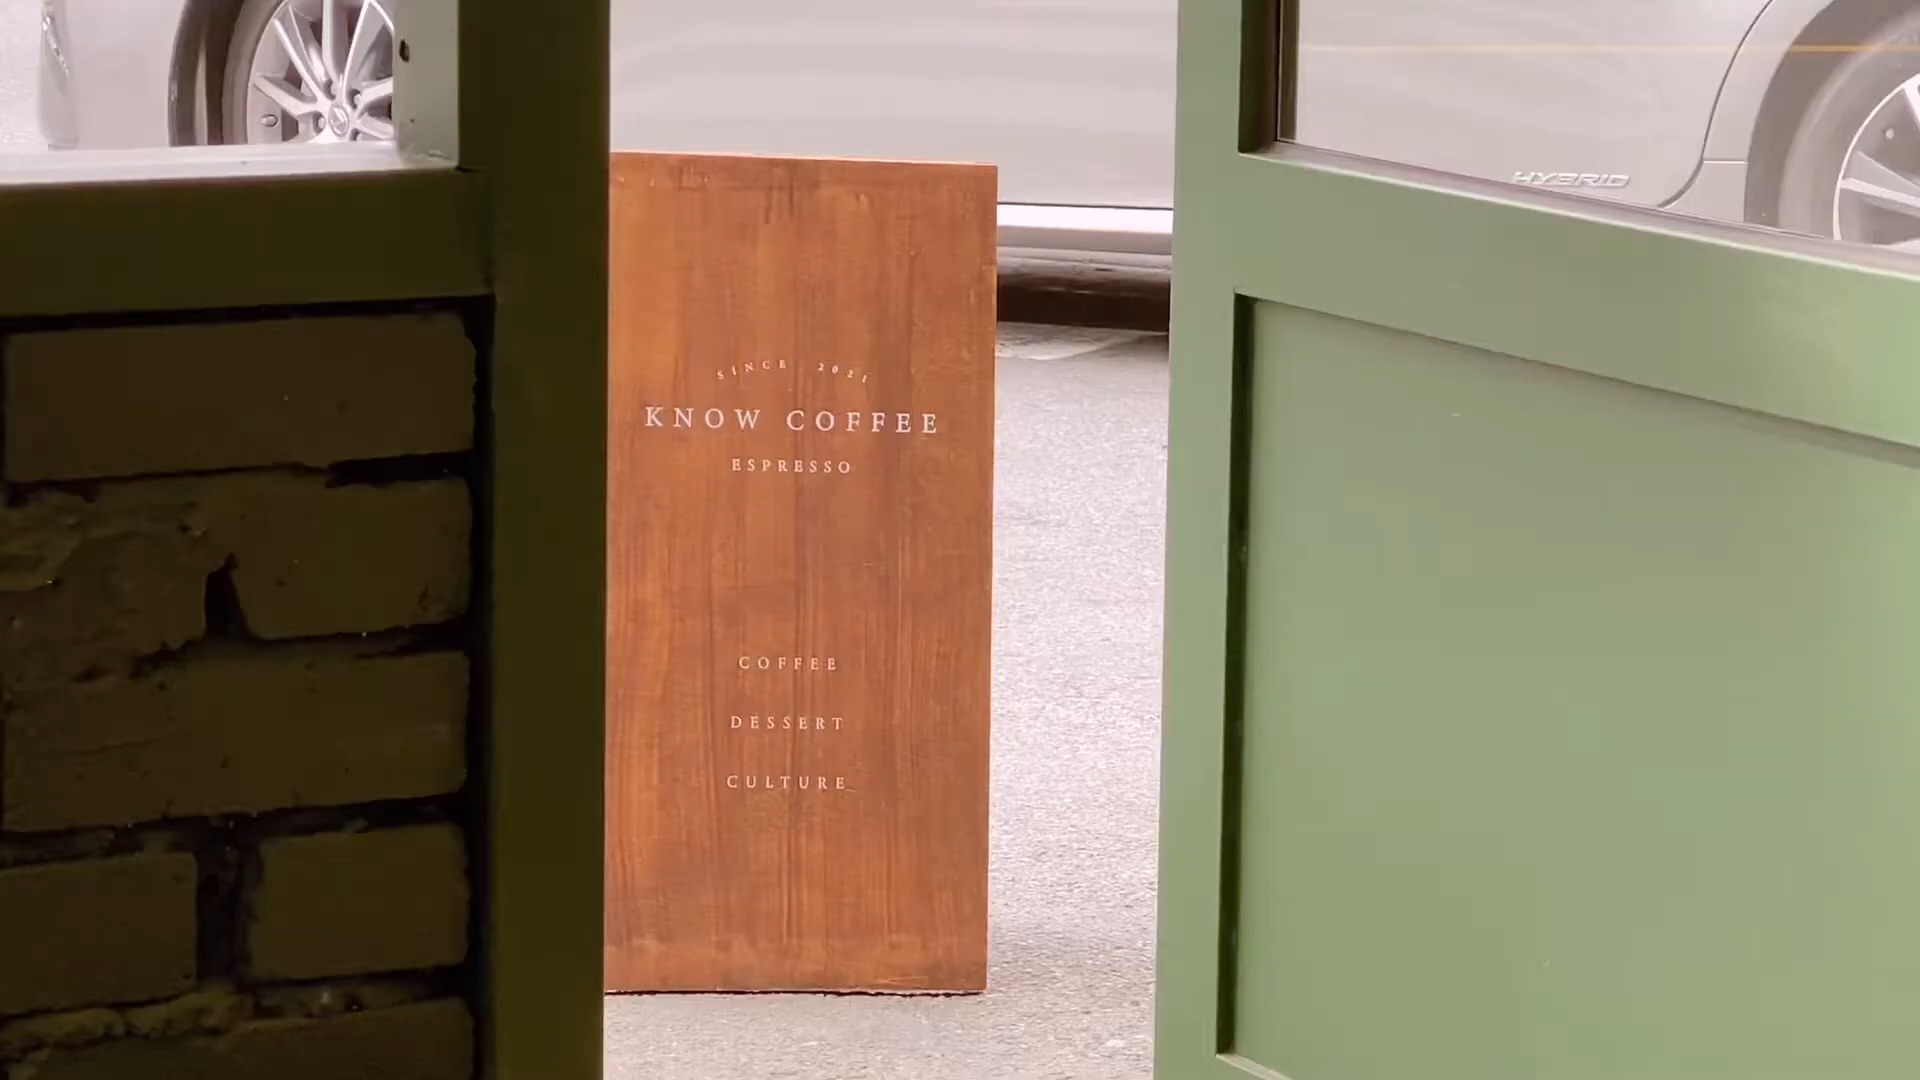 SINCE 2021
KNOW COFFEE
ESPRESSO
COFFEE
DESSERT
CULTURE
HYBRID